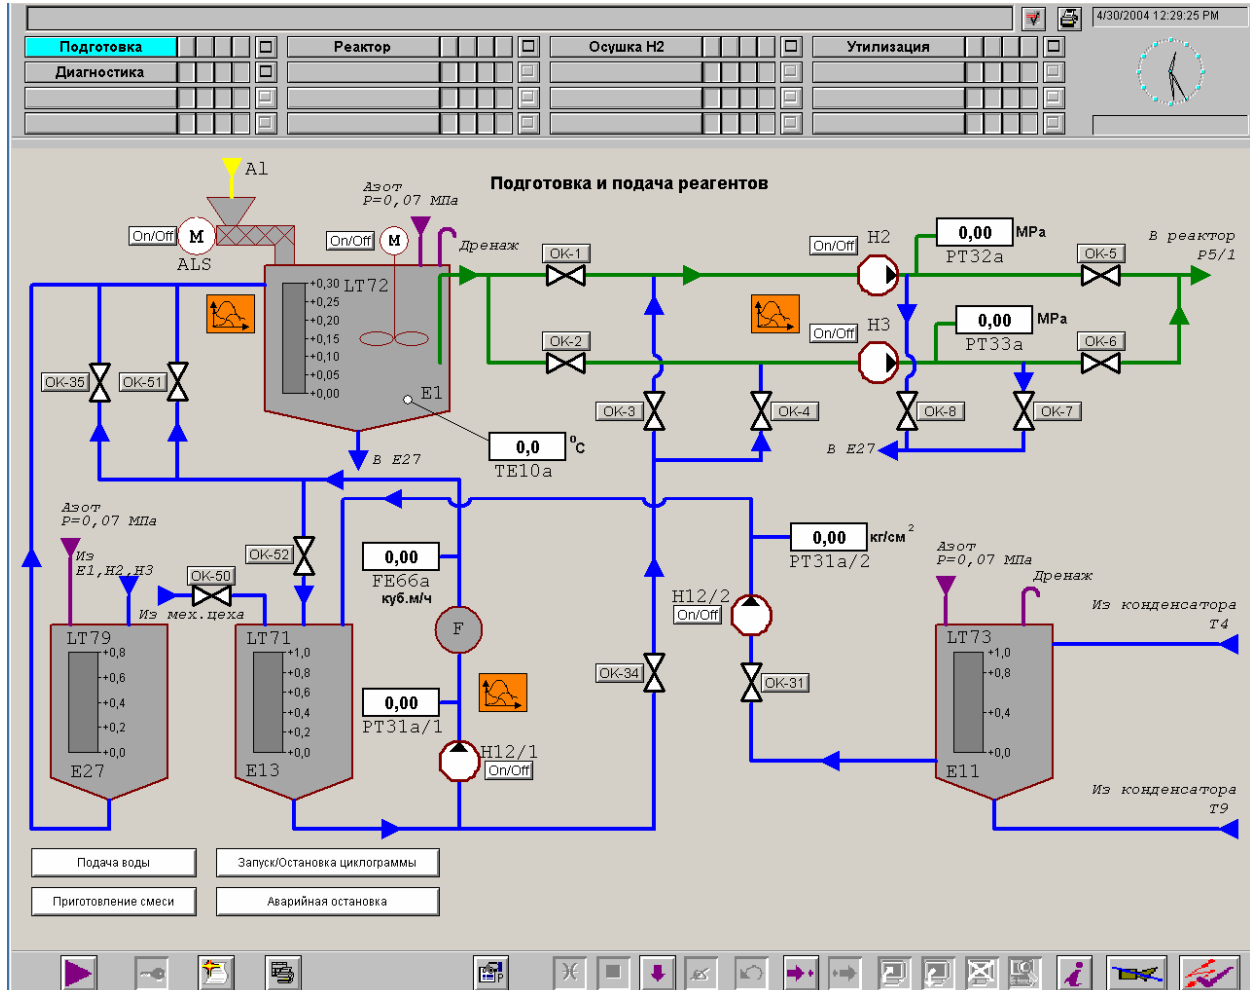 4/30/2004 12:29:25 PM
Подготовка
Реактор
Осушка Н2
Утилизация
Диагностика
Подготовка и подача реагентов
Al
Азот
P=0,07 МПа
On/Off
M
ALS
On/Off
M
Дренаж
OK-1
On/Off
H2
0,00
MPa
PT32a
OK-5
В реактор
P5/1
+0,30
+0,25
+0,20
+0,15
+0,10
+0,05
+0,00
LT72
E1
OK-2
On/Off
H3
0,00
MPa
PT33a
OK-6
OK-35
OK-51
OK-3
OK-4
OK-8
OK-7
0,0
°C
TE10a
В E27
В E27
Азот
P=0,07 МПа
Из
E1,H2,H3
OK-52
OK-50
Из мех.цеха
0,00
FE66a
куб.м/ч
F
0,00
кг/см 2
PT31a/2
H12/2
On/Off
Азот
P=0,07 МПа
Дренаж
Из конденсатора
T4
LT79
+0,8
+0,6
+0,4
+0,2
+0,0
E27
LT71
+1,0
+0,8
+0,6
+0,4
+0,2
+0,0
E13
0,00
PT31a/1
H12/1
On/Off
OK-34
OK-31
LT73
+1,0
+0,4
+0,0
E11
Из конденсатора
T9
Подача воды
Запуск/Остановка циклограммы
Приготовление смеси
Аварийная остановка